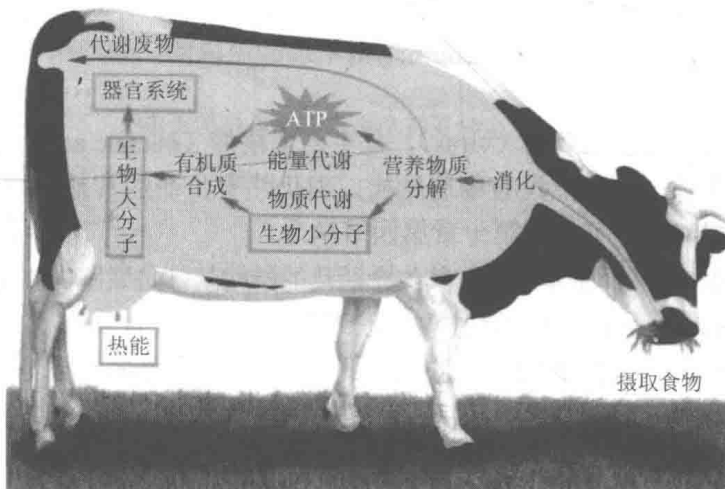 代谢废物
器官系统
ATP
生物大分子
有机质
合成
能量代谢
物质代谢
营养物质
分解
消化
生物小分子
热能
摄取食物